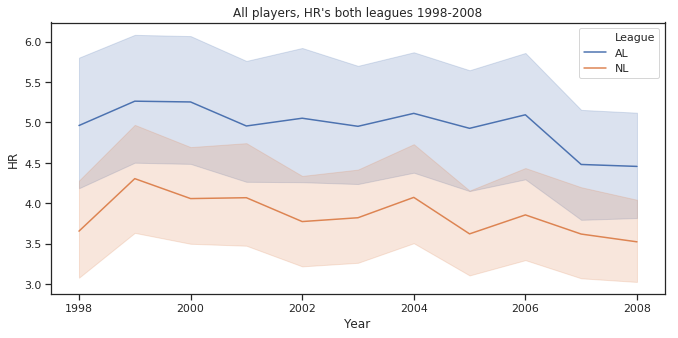 All players, HR's both leagues 1998-2008
League
AL
NL
HR
6.0
5.5
5.0
4.5
4.0
3.5
3.0
1998 2000 2002 2004 2006 2008
Year